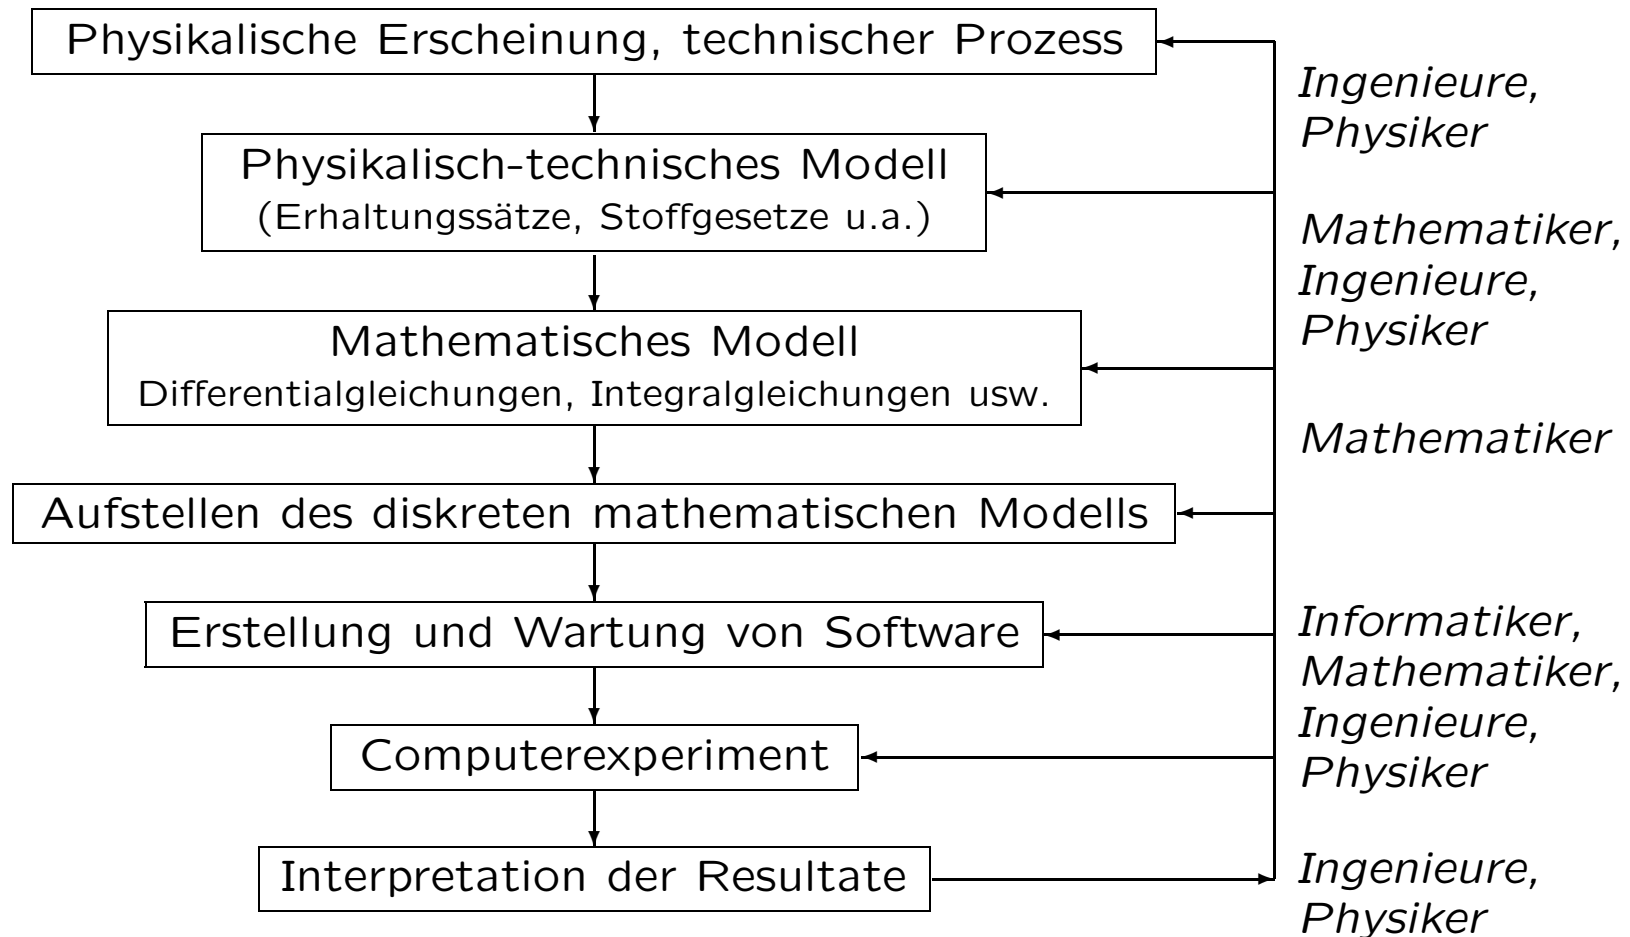 Physikalische Erscheinung, technischer Prozess
Ingenieure,
Physiker
Physikalisch-technisches Modell
(Erhaltungssätze, Stoffgesetze u.a.)
Mathematiker,
Ingenieure,
Physiker
Mathematisches Modell
Differentialgleichungen, Integralgleichungen usw.
Mathematiker
Aufstellen des diskreten mathematischen Modells
Erstellung und Wartung von Software
Informatiker,
Mathematiker,
Ingenieure,
Physiker
Computerexperiment
Interpretation der Resultate
Ingenieure,
Physiker